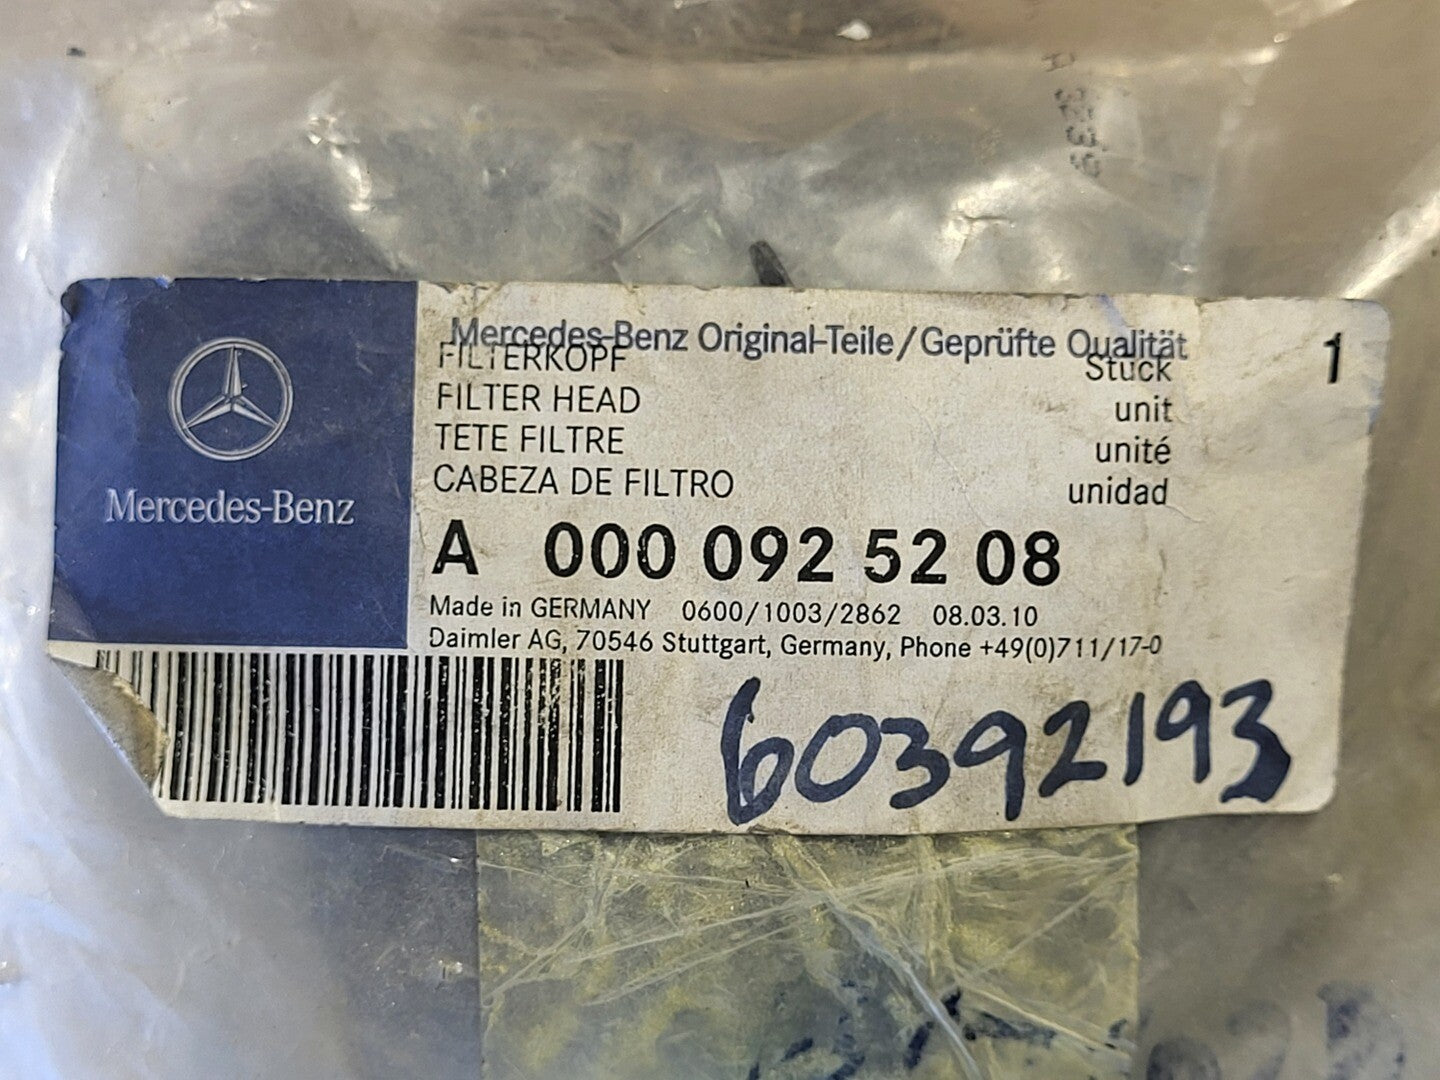 Mercedes-Benz Original-Teile/Geprüfte Qualität
FILTERKOPF Stück 1
FILTER HEAD unit
TETE FILTRE unité
CABEZA DE FILTRO unidad
Mercedes-Benz
A 000 092 52 08
Made in GERMANY 0600/1003/2862 08.03.10
Daimler AG, 70546 Stuttgart, Germany, Phone +49(0)711/17-0
60392193